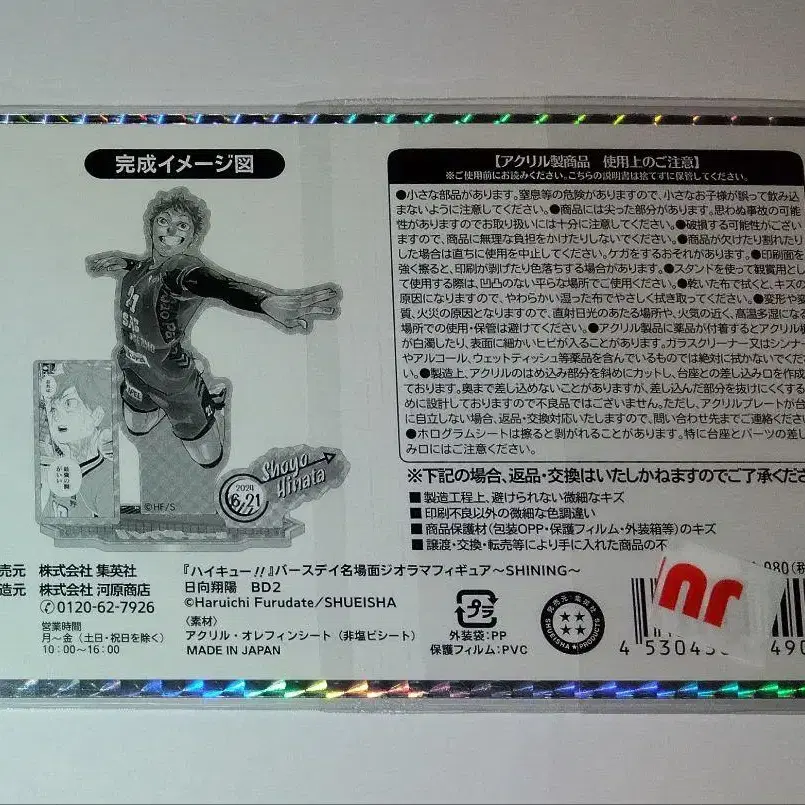 完成イメージ図
最強の囮
がいい
2024
6/21
Shoyo
Hinata
©HF/S
【アクリル製商品 使用上のご注意】
※ご使用前にお読みください。こちらの説明書は捨てずに保管してください。
●小さな部品があります。窒息等の危険がありますので、小さなお子様が誤って飲み込
まないように注意してください。●商品には尖った部分があります。思わぬ事故の可能
性がありますのでお取り扱いには十分に注意してください。●破損する可能性がござい
ますので、商品に無理な負担をかけたりしないでください。●商品が欠けたり割れたり
した場合は直ちに使用を中止してください。ケガをするおそれがあります。●印刷面を
強く擦ると、印刷が剥げたり色落ちする場合があります。●スタンドを使って観賞用とし
て使用する際は、凹凸のない平らな場所でご使用ください。●乾いた布で拭くと、キズの
原因になりますので、やわらかい湿った布でやさしく拭き取ってください。●変形や変
質、火災の原因となりますので、直射日光のあたる場所や、火気の近く、高温多湿になる
場所での使用・保管は避けてください。●アクリル製品に薬品が付着するとアクリル板
が白濁したり、表面に細かいヒビが入ることがあります。ガラスクリーナー又はシンナー
やアルコール、ウェットティッシュ等薬品を含んでいるものでは絶対に拭かないでくださ
い。●製造上、アクリルのはめ込み部分を斜めにカットし、台座との差し込み口を作成
ております。奥まで差し込めないことがありますが、差し込んだ部分を抜けにくくするた
めに設計しておりますので不良品ではございません。ただし、アクリルプレートが台
に自立しない場合、返品・交換対応いたしますので、問い合わせ先までご連絡くださ
●ホログラムシートは擦ると剥がれることがあります。特に台座とパーツの差し
み口にはご注意ください。
※下記の場合、返品・交換はいたしかねますのでご了承くださ
■製造工程上、避けられない微細なキズ
■印刷不良以外の微細な色調違い
■商品保護材(包装OPP・保護フィルム・外装箱等)のキズ
■譲渡・交換・転売等により手に入れた商品の不
売元 株式会社 集英社
造元 株式会社 河原商店
0120-62-7926
営業時間
月〜金(土日・祝日を除く)
10:00〜16:00
『ハイキュー!!』バースデイ名場面ジオラマフィギュア〜SHINING〜
日向翔陽 BD2
©Haruichi Furudate/SHUEISHA
〈素材〉
アクリル・オレフィンシート(非塩ビシート)
MADE IN JAPAN
プラ
外装袋:PP
保護フィルム:PVC
発売元・集英社
SHUEISHA PRODUCTS
980(税
4 530430
490